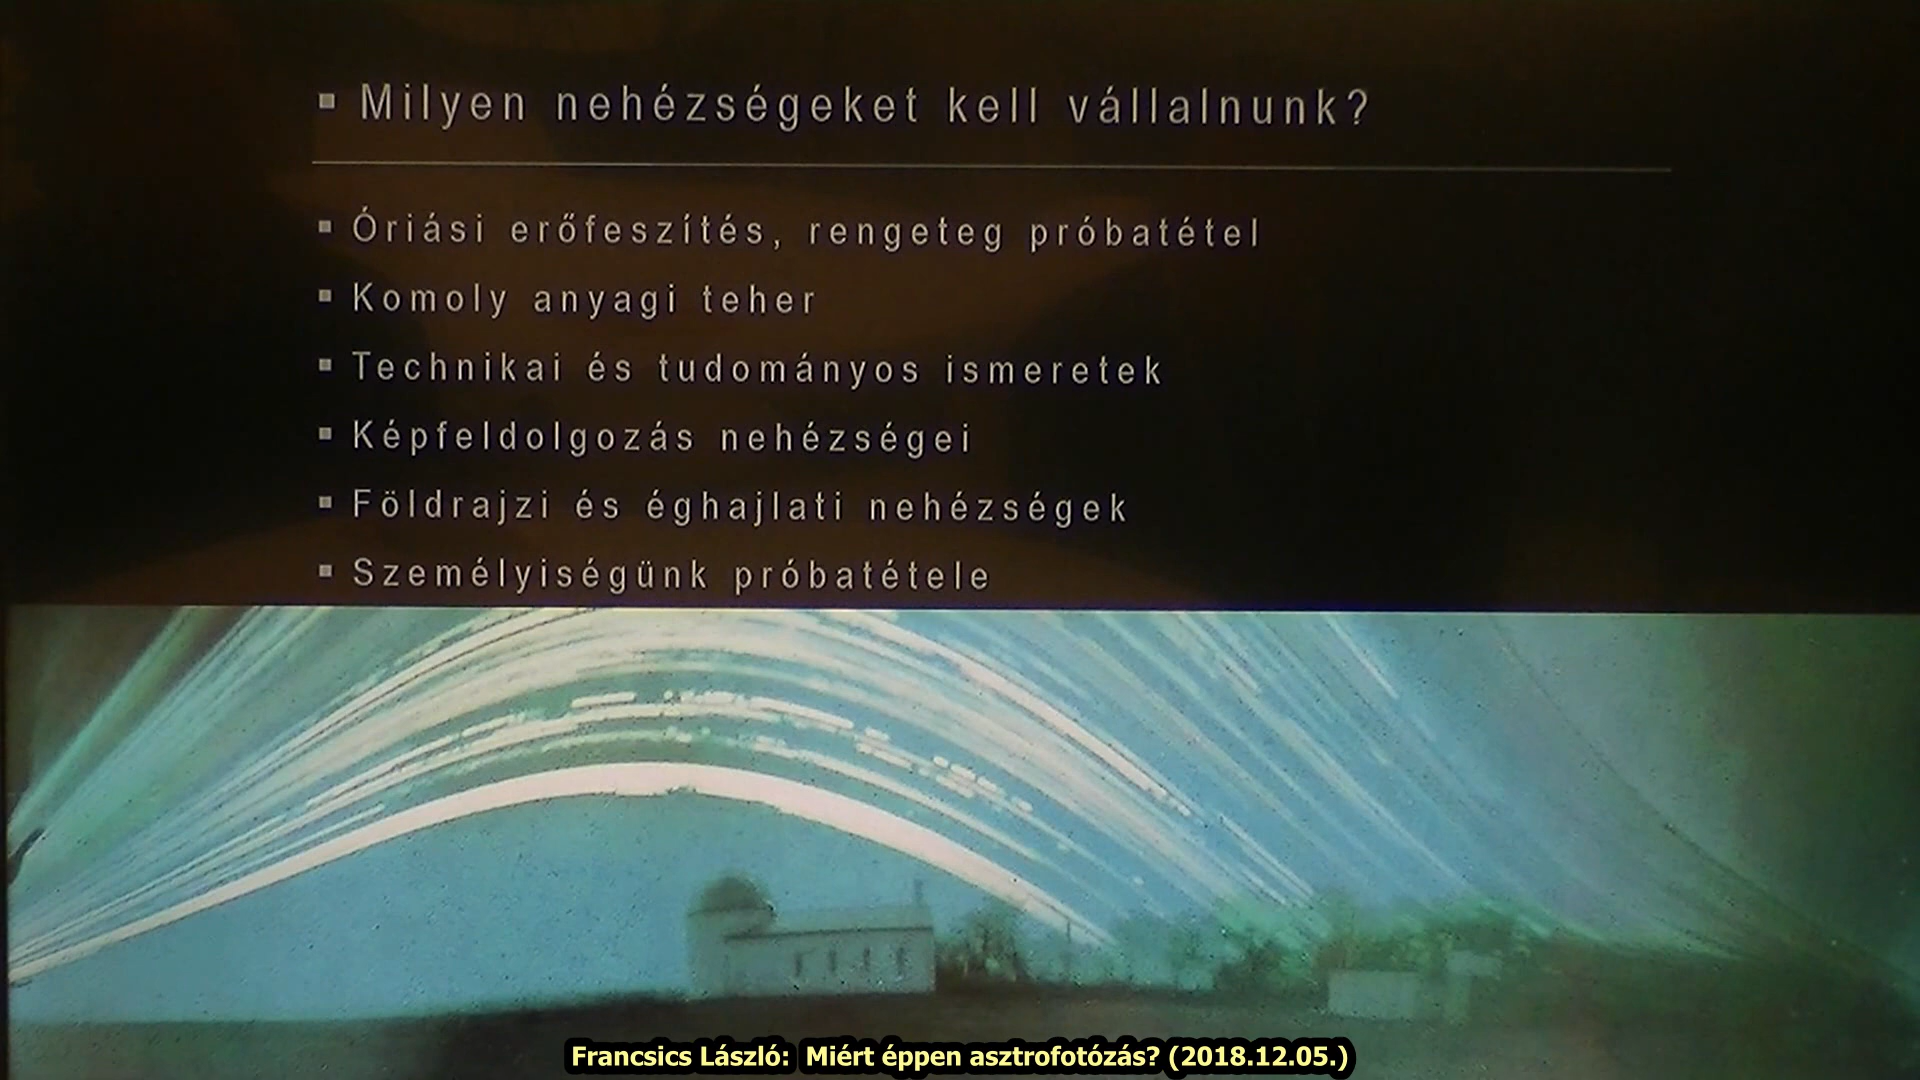 ▪ Milyen nehézségeket kell vállalnunk?
▪ Óriási erőfeszítés, rengeteg próbatétel
▪ Komoly anyagi teher
▪ Technikai és tudományos ismeretek
▪ Képfeldolgozás nehézségei
▪ Földrajzi és éghajlati nehézségek
▪ Személyiségünk próbatétele
Francsics László: Miért éppen asztrofotózás? (2018.12.05.)